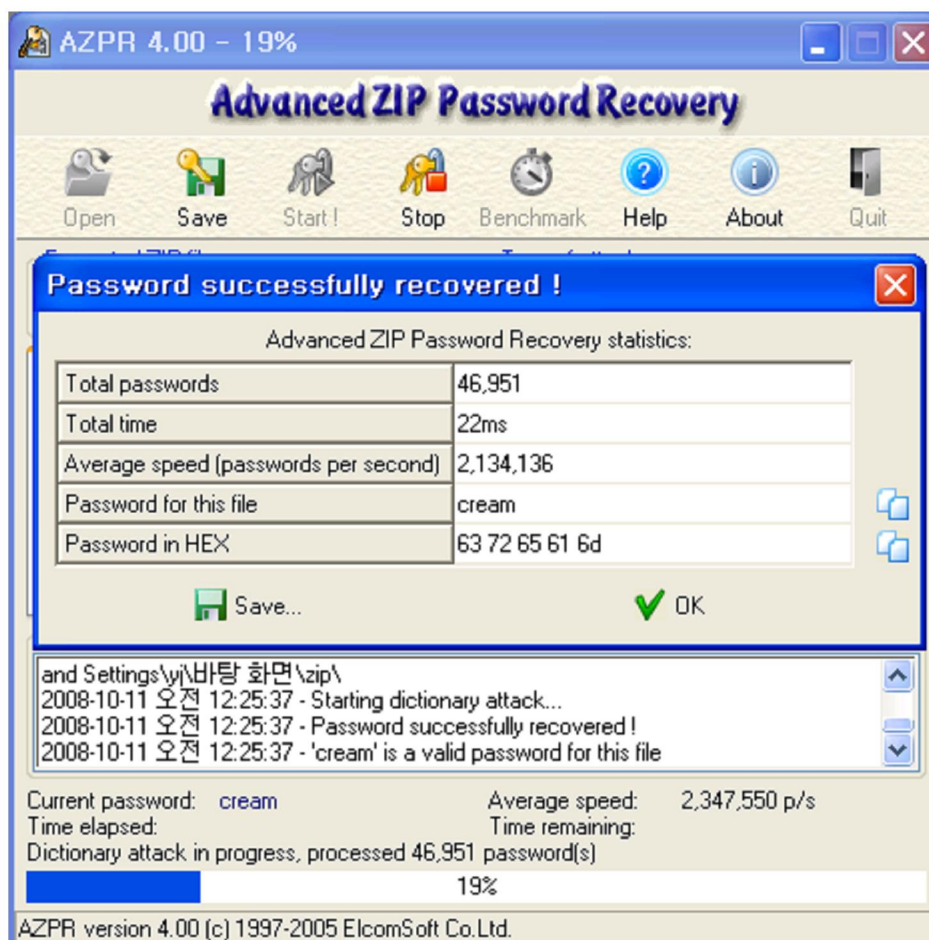 AZPR 4.00 - 19%
Advanced ZIP Password Recovery
Open Save Start ! Stop Benchmark Help About Quit
Password successfully recovered !
Advanced ZIP Password Recovery statistics:
Total passwords 46,951
Total time 22ms
Average speed (passwords per second) 2,134,136
Password for this file cream
Password in HEX 63 72 65 61 6d
Save... OK
and Settings\yj\바탕 화면\zip\
2008-10-11 오전 12:25:37 - Starting dictionary attack...
2008-10-11 오전 12:25:37 - Password successfully recovered !
2008-10-11 오전 12:25:37 - 'cream' is a valid password for this file
Current password: cream Average speed: 2,347,550 p/s
Time elapsed: Time remaining:
Dictionary attack in progress, processed 46,951 password(s)
19%
AZPR version 4.00 (c) 1997-2005 ElcomSoft Co.Ltd.